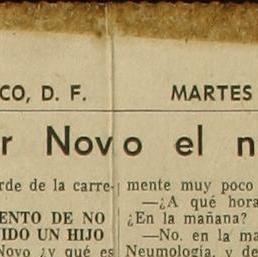 CO, D. F. MARTES
r Novo el n
rde de la carre-
ENTO DE NO
IDO UN HIJO
Novo ¿y qué es
mente muy poco
—¿A qué hora
¿En la mañana?
—No, en la ma
Neumología, y de